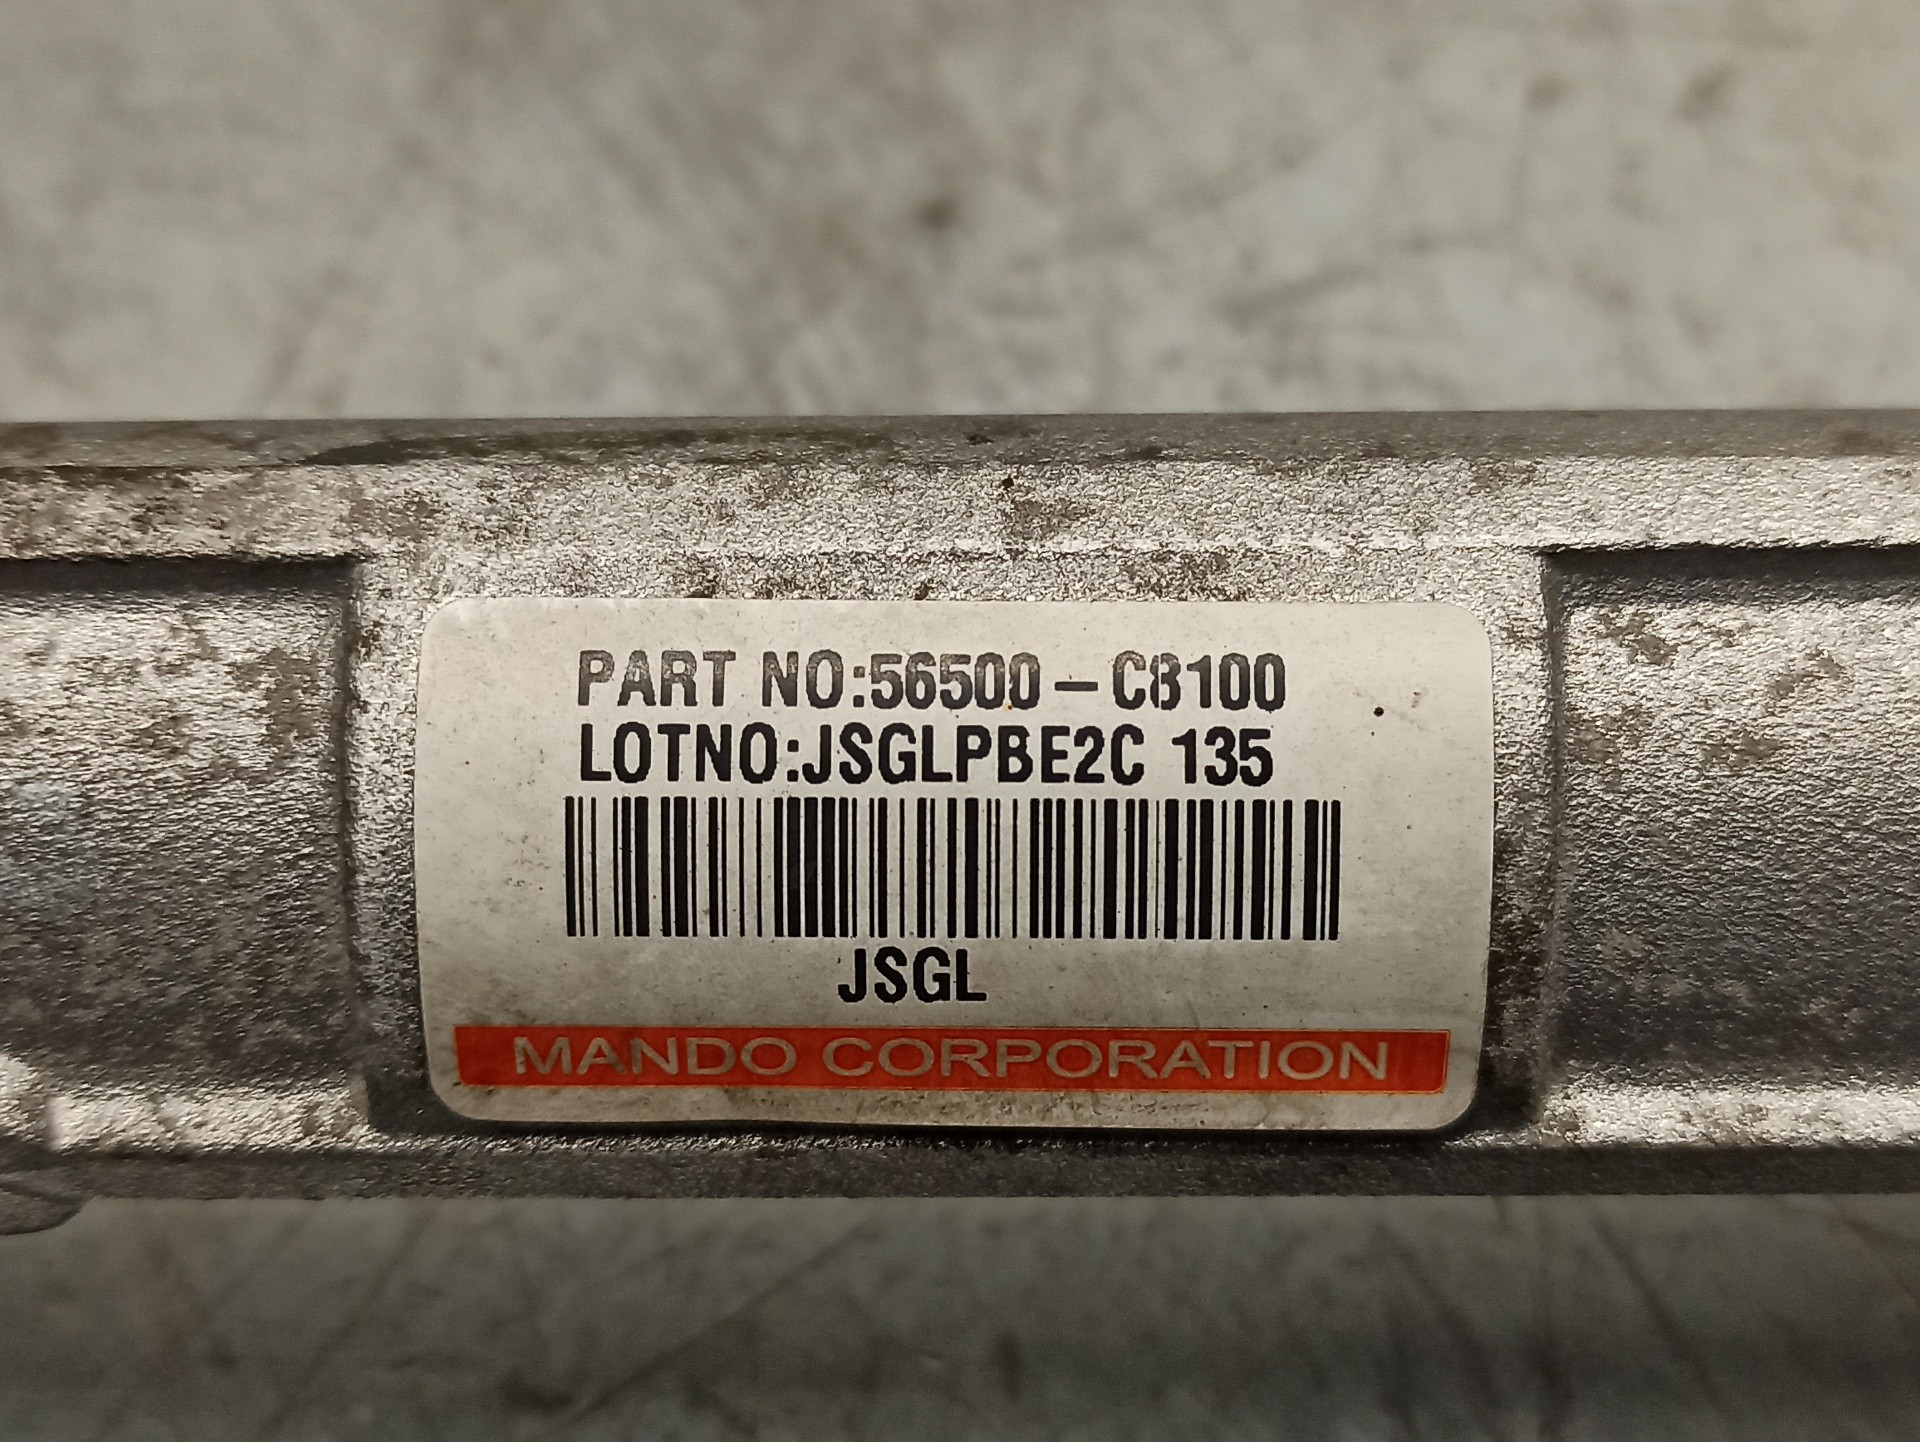 PART NO:56500-C8100
LOTNO:JSGLPBE2C 135
JSGL
MANDO CORPORATION